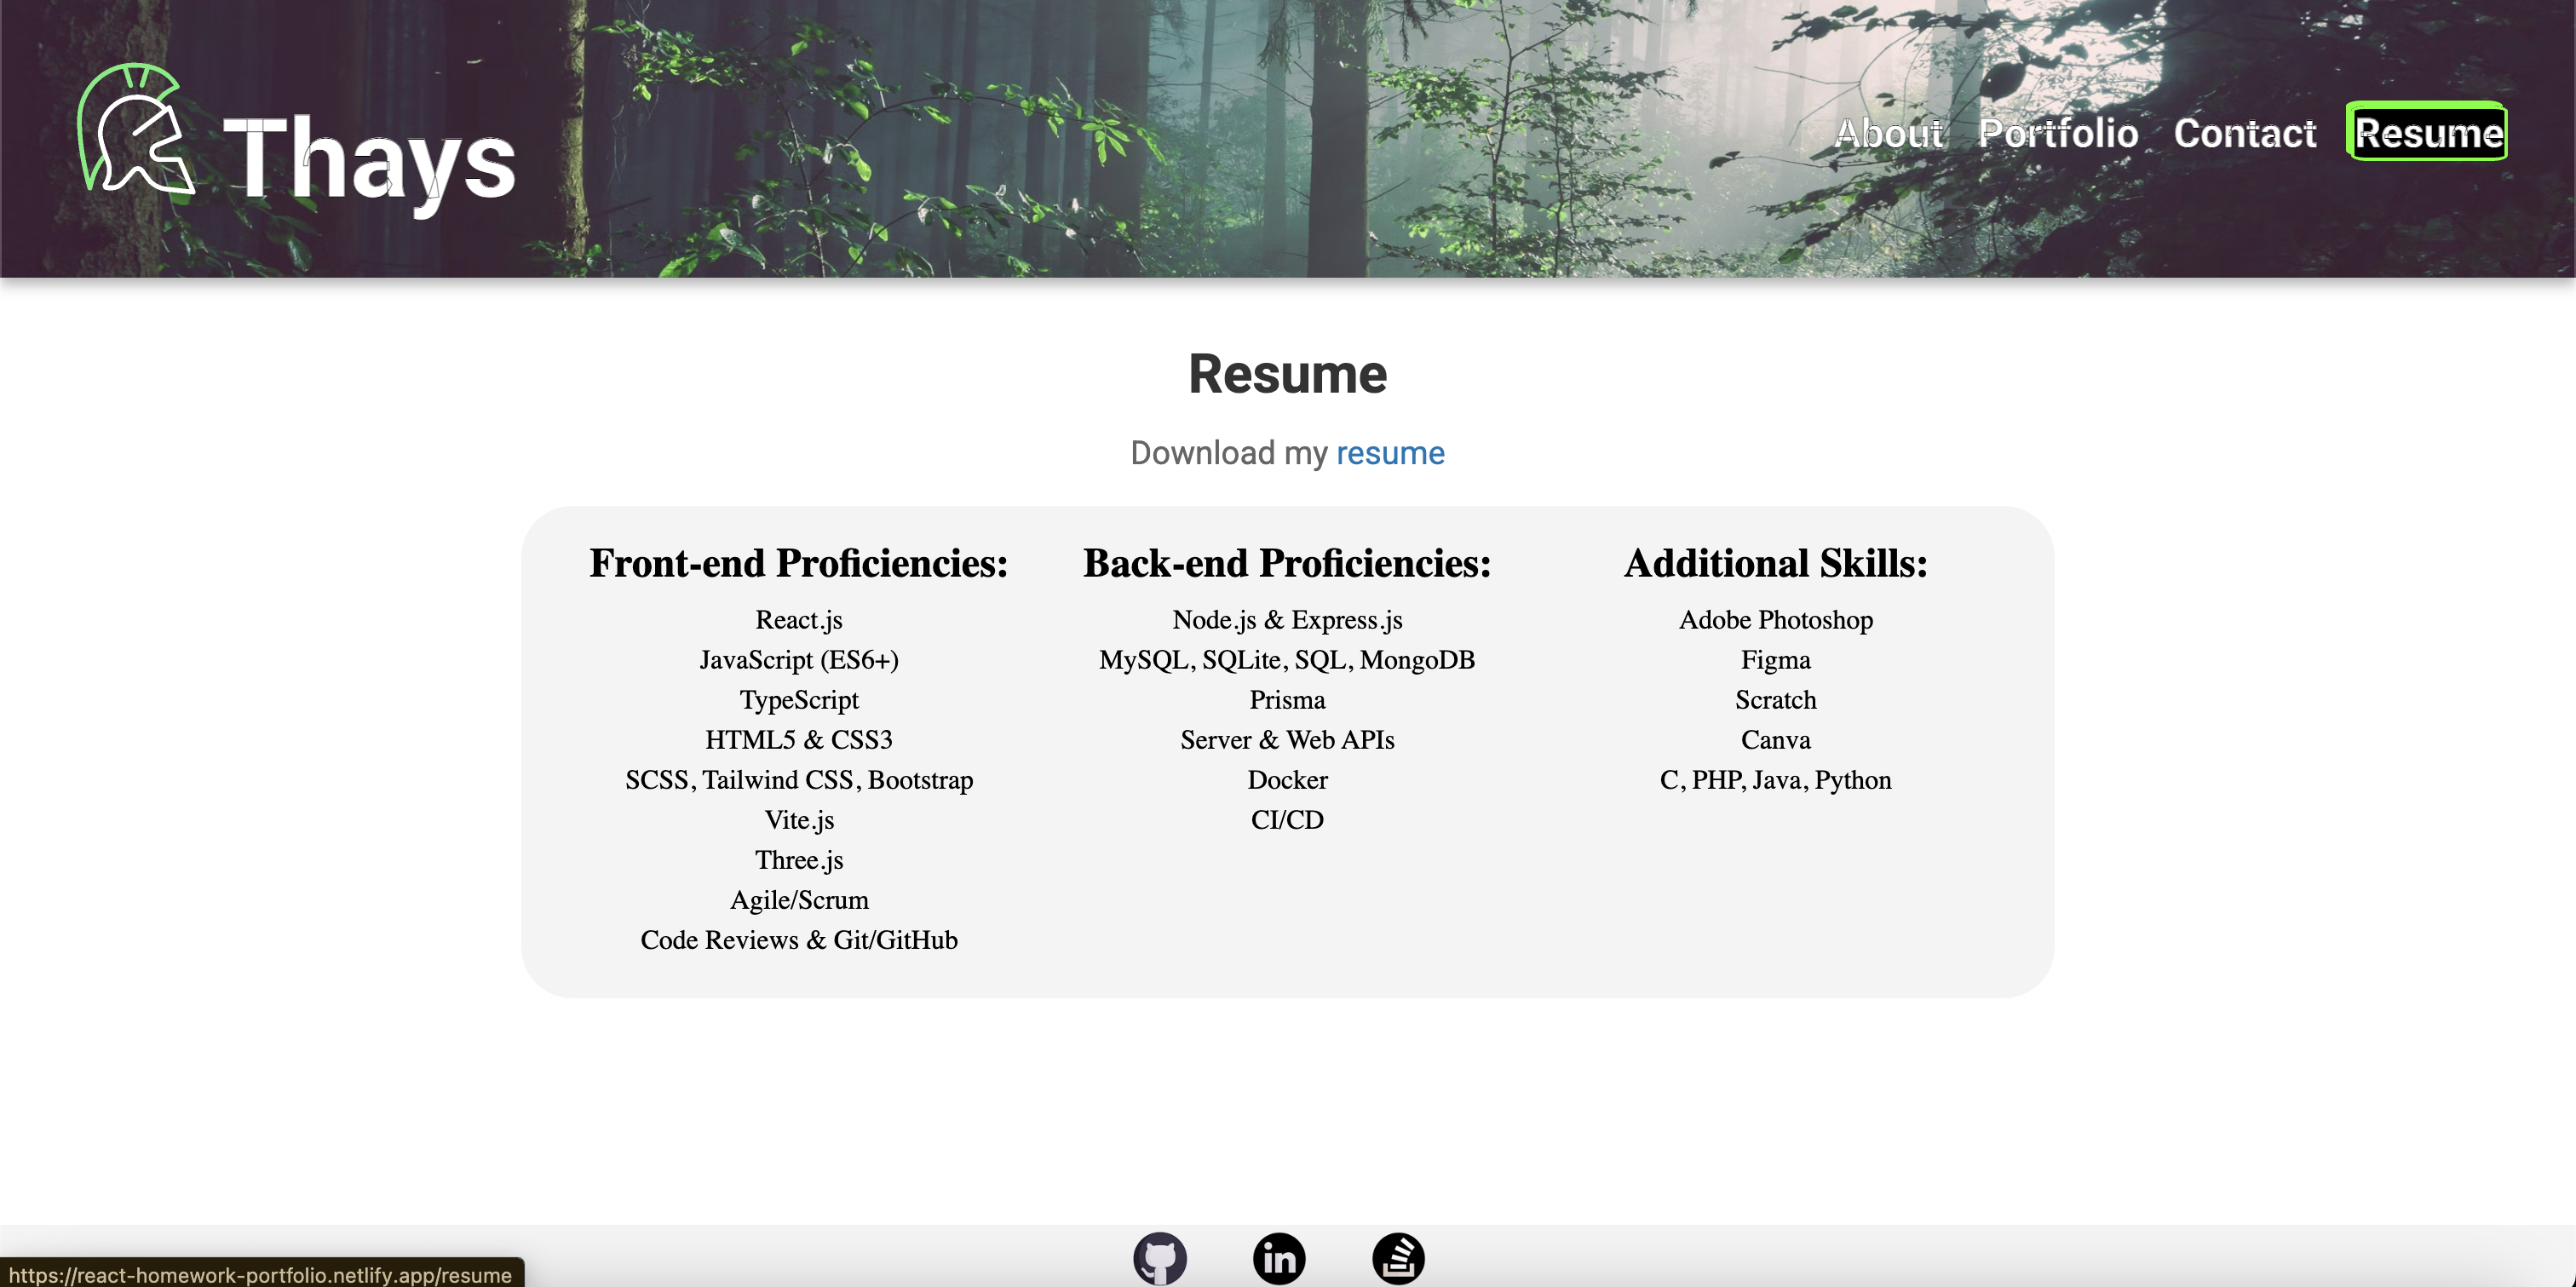 Thays
About Portfolio Contact Resume
Resume
Download my resume
Front-end Proficiencies:
React.js
JavaScript (ES6+)
TypeScript
HTML5 & CSS3
SCSS, Tailwind CSS, Bootstrap
Vite.js
Three.js
Agile/Scrum
Code Reviews & Git/GitHub
Back-end Proficiencies:
Node.js & Express.js
MySQL, SQLite, SQL, MongoDB
Prisma
Server & Web APIs
Docker
CI/CD
Additional Skills:
Adobe Photoshop
Figma
Scratch
Canva
C, PHP, Java, Python
in
https://react-homework-portfolio.netlify.app/resume